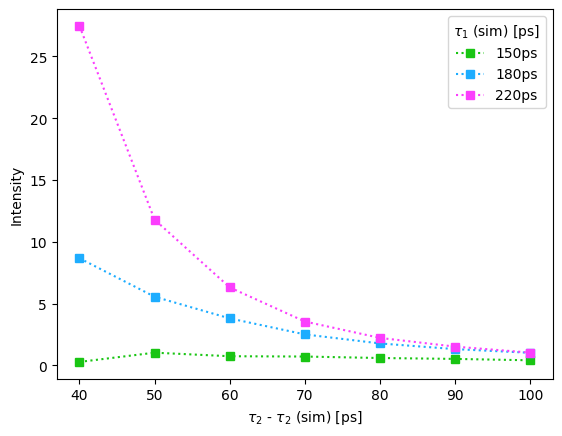 τ₁ (sim) [ps]
150ps
180ps
220ps
Intensity
25
20
15
10
5
0
40 50 60 70 80 90 100
τ₂ - τ₂ (sim) [ps]